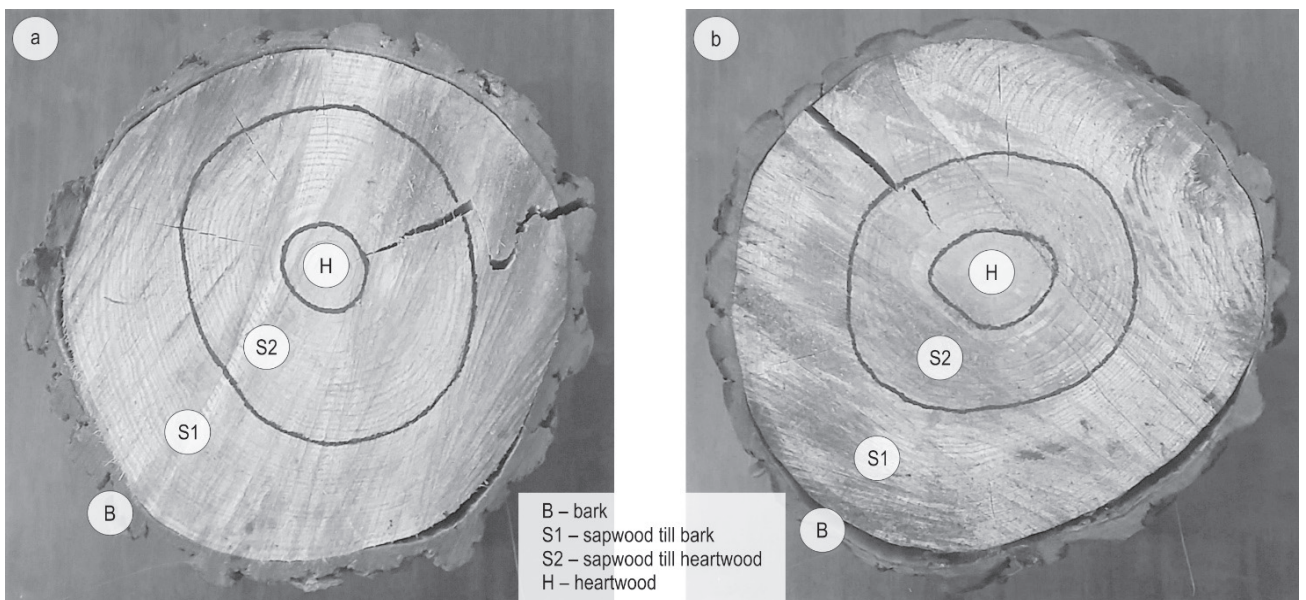 a
b
H
H
S2
S2
S1
S1
B
B
B – bark
S1 – sapwood till bark
S2 – sapwood till heartwood
H – heartwood